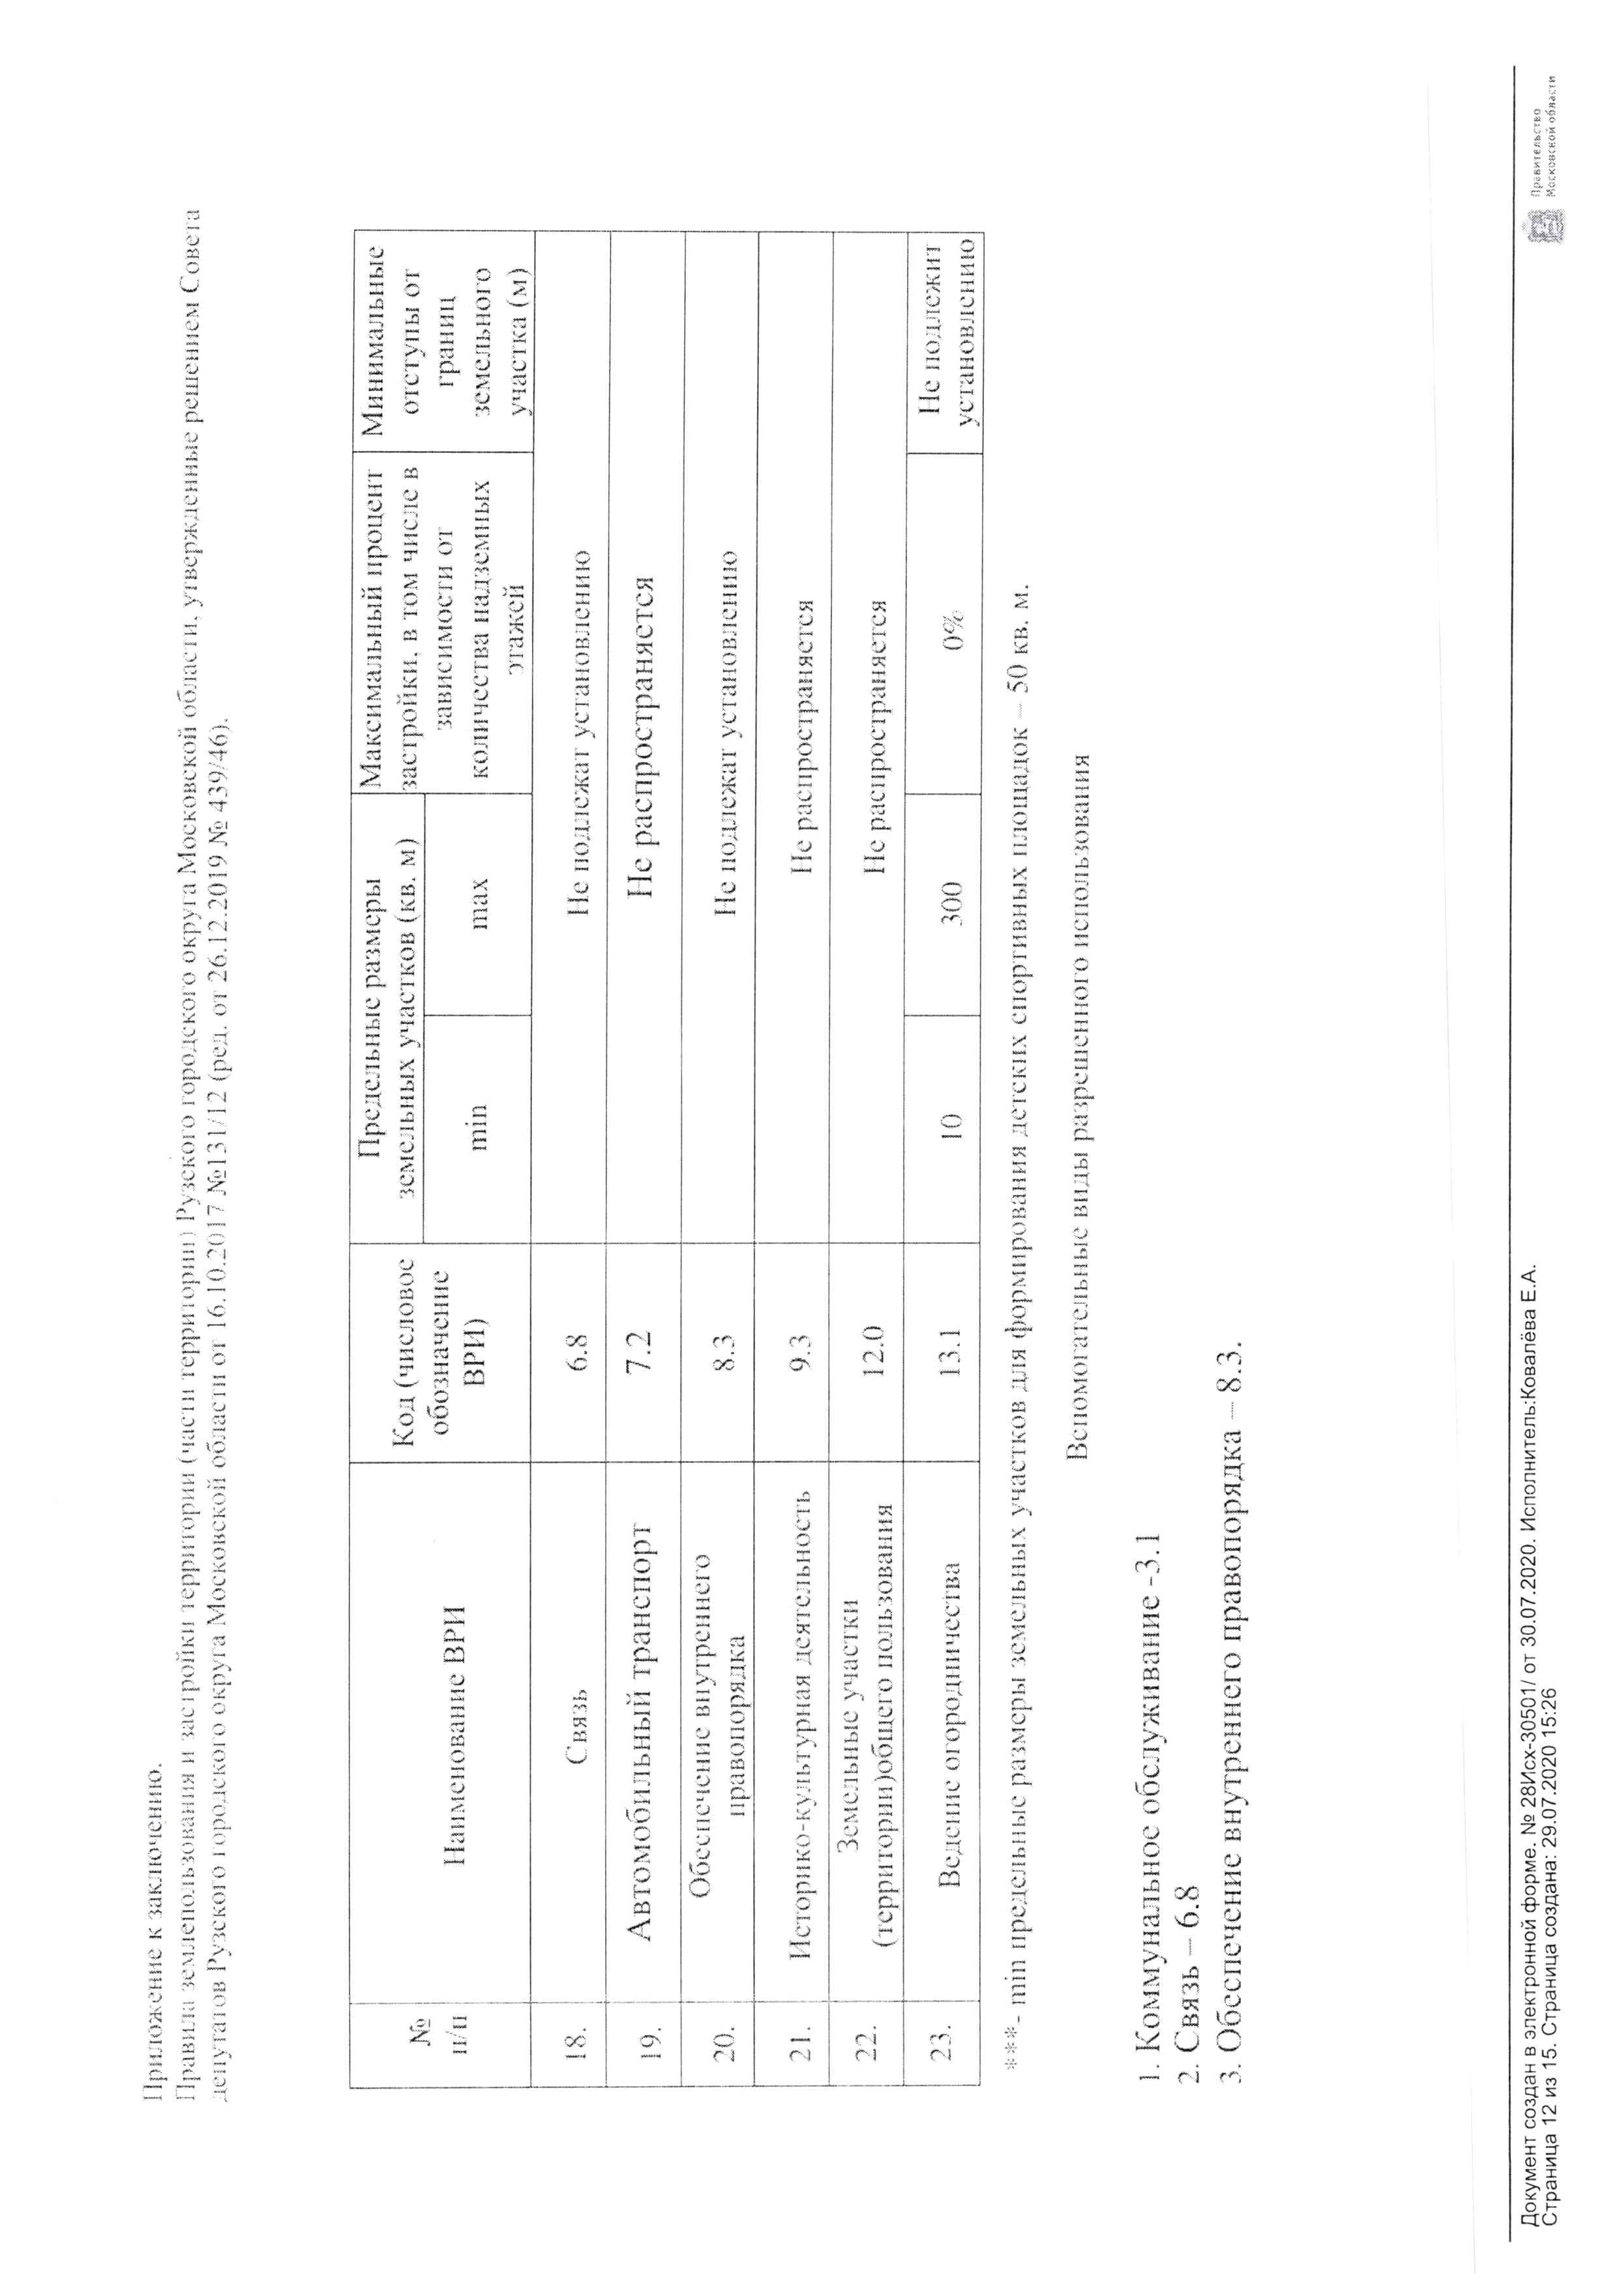 Приложение к заключению.
Правила землепользования и застройки территории (части территории) Рузского городского округа Московской области, утвержденные решением Совета
депутатов Рузского городского округа Московской области от 16.10.2017 №131/12 (ред. от 26.12.2019 № 439/46).
№
п/п
Наименование ВРИ
Код (числовое
обозначение
ВРИ)
Предельные размеры
земельных участков (кв. м)
min
max
Максимальный процент
застройки, в том числе в
зависимости от
количества надземных
этажей
Минимальные
отступы от
границ
земельного
участка (м)
18. Связь 6.8 Не подлежат установлению
19. Автомобильный транспорт 7.2 Не распространяется
20. Обеспечение внутреннего
правопорядка 8.3 Не подлежат установлению
21. Историко-культурная деятельность 9.3 Не распространяется
22. Земельные участки
(территории)общего пользования 12.0 Не распространяется
23. Ведение огородничества 13.1 10 300 0% Не подлежит
установлению
***- min предельные размеры земельных участков для формирования детских спортивных площадок – 50 кв. м.
Вспомогательные виды разрешенного использования
1. Коммунальное обслуживание -3.1
2. Связь – 6.8
3. Обеспечение внутреннего правопорядка – 8.3.
Документ создан в электронной форме. № 28Исх-30501/ от 30.07.2020. Исполнитель:Ковалёва Е.А.
Страница 12 из 15. Страница создана: 29.07.2020 15:26
Правительство
Московской области